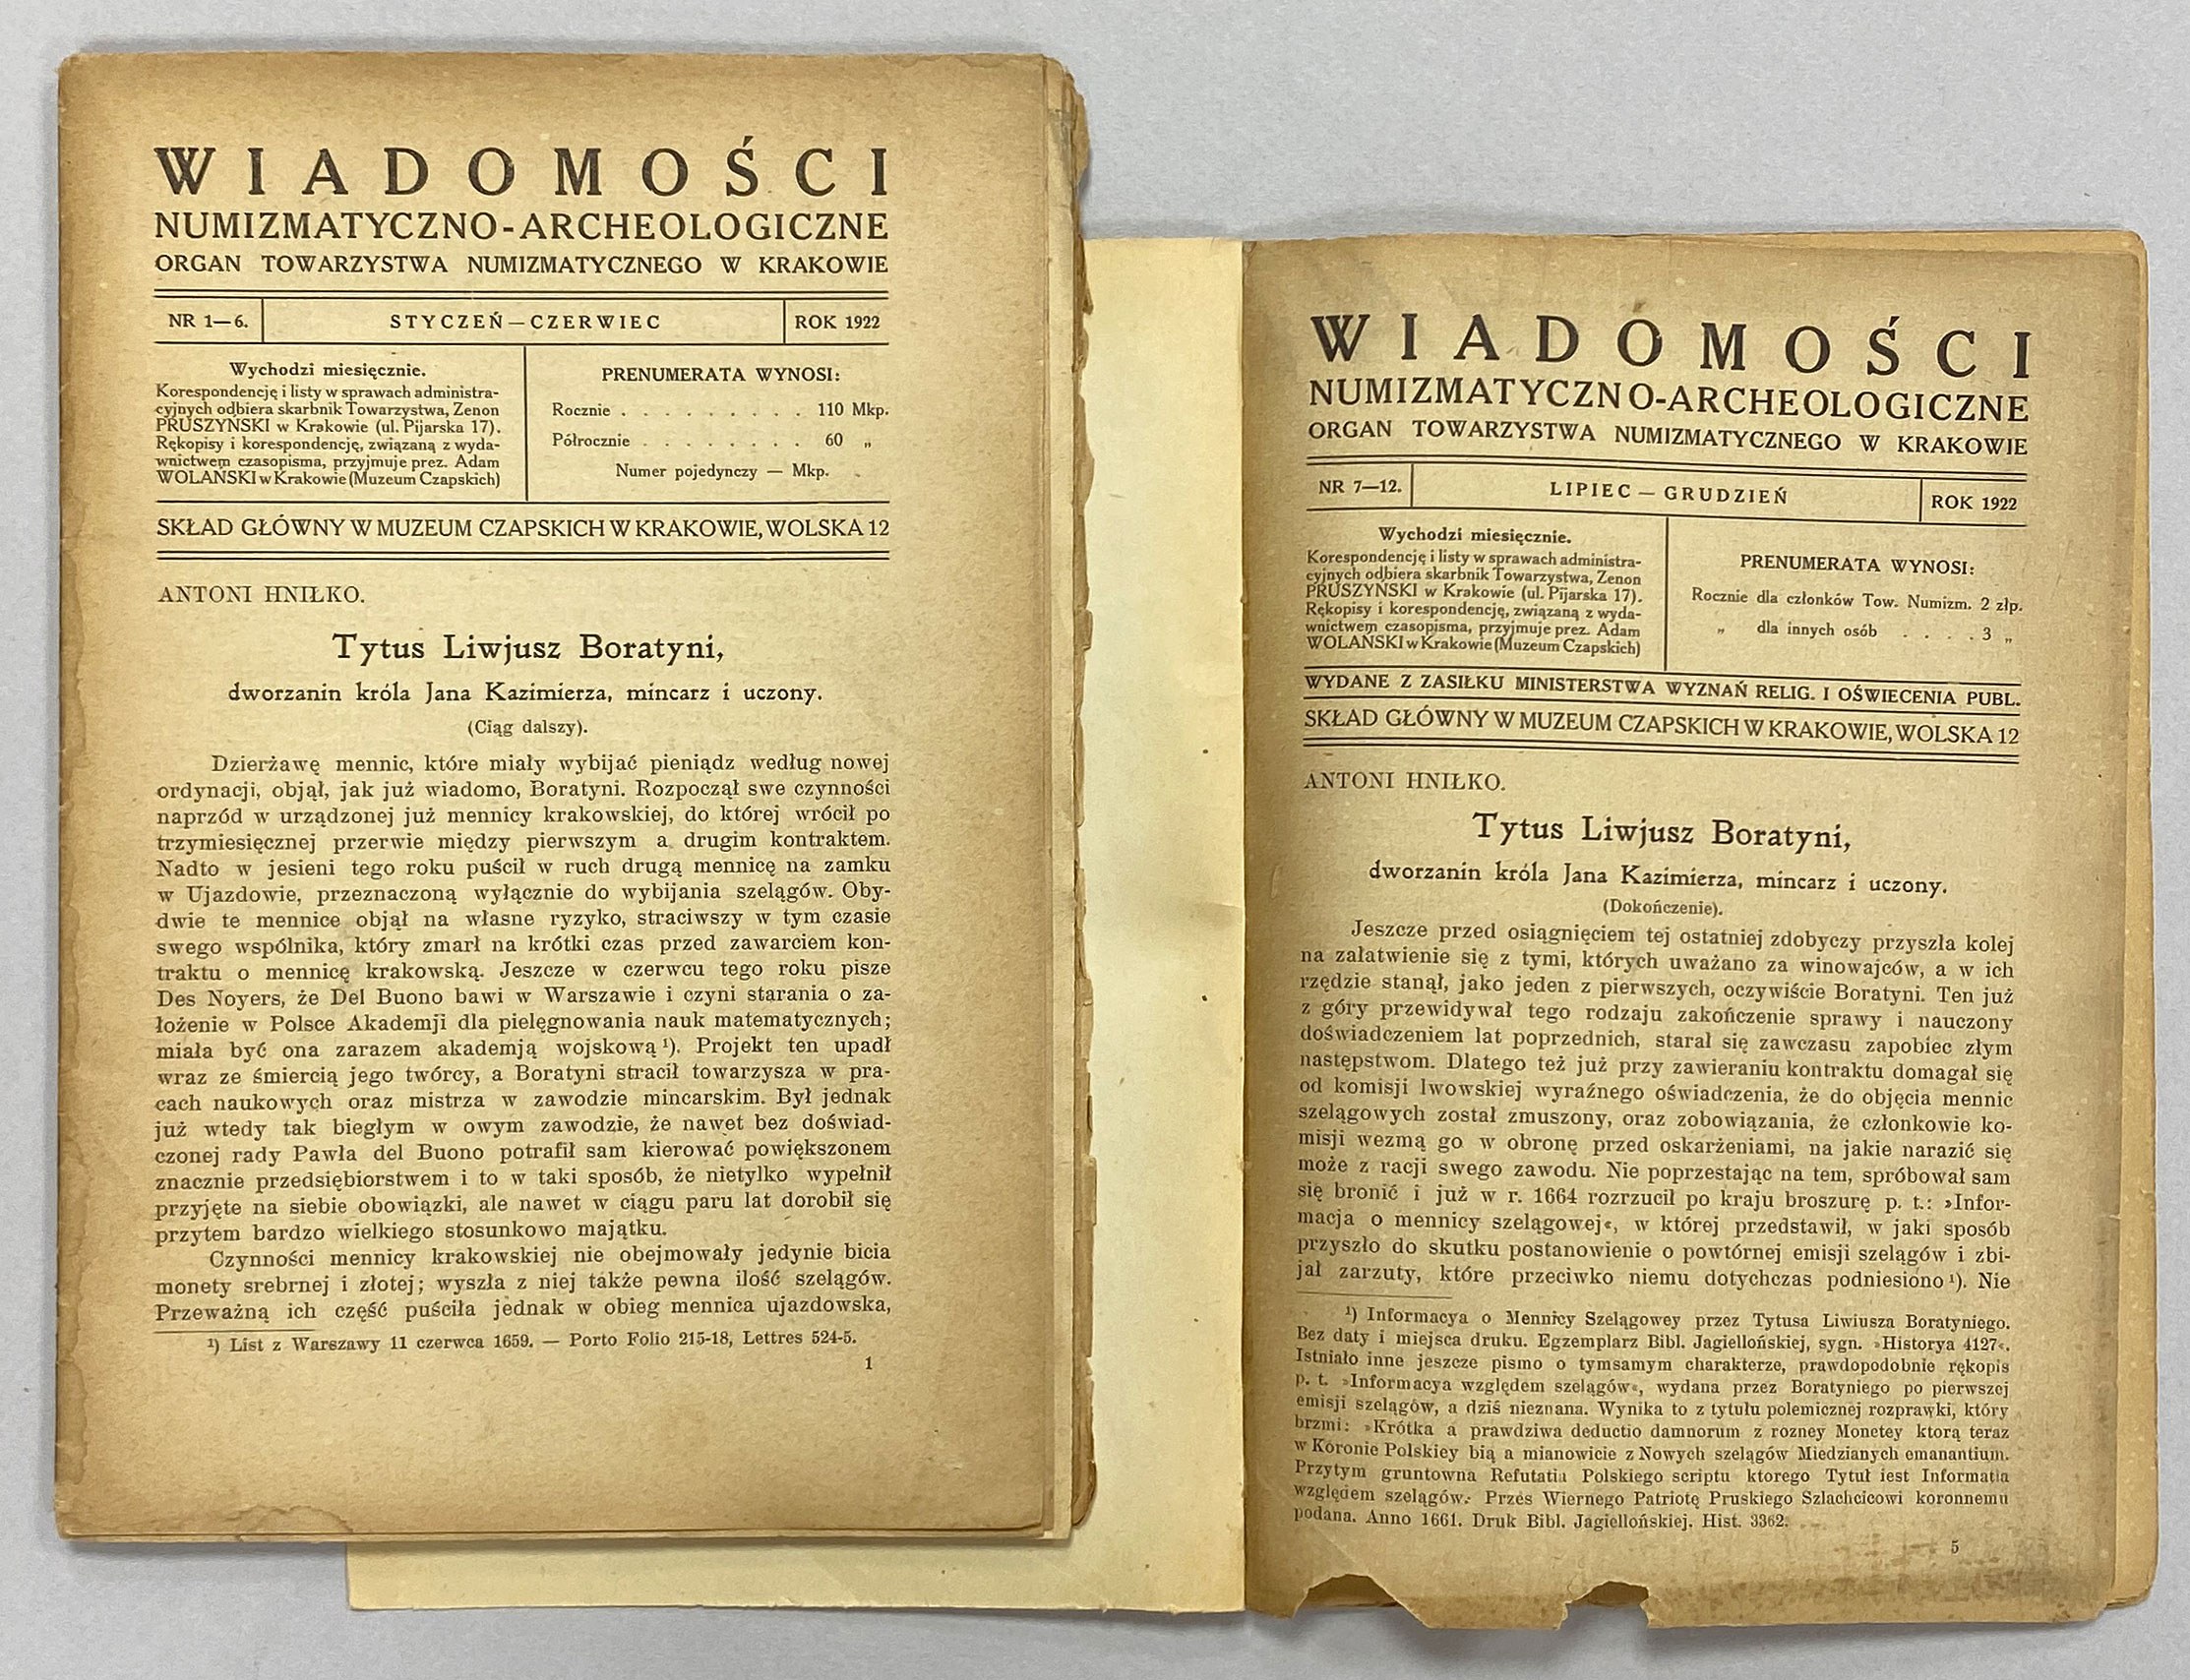 WIADOMOŚCI
NUMIZMATYCZNO-ARCHEOLOGICZNE
ORGAN TOWARZYSTWA NUMIZMATYCZNEGO W KRAKOWIE
NR 1—6.
STYCZEŃ—CZERWIEC
ROK 1922
Wychodzi miesięcznie.
Korespondencję i listy w sprawach administra-
cyjnych odbiera skarbnik Towarzystwa, Zenon
PRUSZYŃSKI w Krakowie (ul. Pijarska 17).
Rękopisy i korespondencję, związaną z wyda-
wnictwem czasopisma, przyjmuje prez. Adam
WOLAŃSKI w Krakowie (Muzeum Czapskich)
PRENUMERATA WYNOSI:
Rocznie . . . . . . . . . 110 Mkp.
Półrocznie . . . . . . . . 60 „
Numer pojedynczy — Mkp.
SKŁAD GŁÓWNY W MUZEUM CZAPSKICH W KRAKOWIE, WOLSKA 12
ANTONI HNIŁKO.
Tytus Liwjusz Boratyni,
dworzanin króla Jana Kazimierza, mincarz i uczony.
(Ciąg dalszy).
Dzierżawę mennic, które miały wybijać pieniądz według nowej
ordynacji, objął, jak już wiadomo, Boratyni. Rozpoczął swe czynności
naprzód w urządzonej już mennicy krakowskiej, do której wrócił po
trzymiesięcznej przerwie między pierwszym a drugim kontraktem.
Nadto w jesieni tego roku puścił w ruch drugą mennicę na zamku
w Ujazdowie, przeznaczoną wyłącznie do wybijania szelągów. Oby-
dwie te mennice objął na własne ryzyko, straciwszy w tym czasie
swego wspólnika, który zmarł na krótki czas przed zawarciem kon-
traktu o mennicę krakowską. Jeszcze w czerwcu tego roku pisze
Des Noyers, że Del Buono bawi w Warszawie i czyni starania o za-
łożenie w Polsce Akademji dla pielęgnowania nauk matematycznych;
miała być ona zarazem akademją wojskową ¹). Projekt ten upadł
wraz ze śmiercią jego twórcy, a Boratyni stracił towarzysza w pra-
cach naukowych oraz mistrza w zawodzie mincarskim. Był jednak
już wtedy tak biegłym w owym zawodzie, że nawet bez doświad-
czonej rady Pawła del Buono potrafił sam kierować powiększonem
znacznie przedsiębiorstwem i to w taki sposób, że nietylko wypełnił
przyjęte na siebie obowiązki, ale nawet w ciągu paru lat dorobił się
przytem bardzo wielkiego stosunkowo majątku.
Czynności mennicy krakowskiej nie obejmowały jedynie bicia
monety srebrnej i złotej; wyszła z niej także pewna ilość szelągów.
Przeważną ich część puściła jednak w obieg mennica ujazdowska,
¹) List z Warszawy 11 czerwca 1659. — Porto Folio 215-18, Lettres 524-5.
1
WIADOMOŚCI
NUMIZMATYCZNO-ARCHEOLOGICZNE
ORGAN TOWARZYSTWA NUMIZMATYCZNEGO W KRAKOWIE
NR 7—12.
LIPIEC—GRUDZIEŃ
ROK 1922
Wychodzi miesięcznie.
Korespondencję i listy w sprawach administra-
cyjnych odbiera skarbnik Towarzystwa, Zenon
PRUSZYŃSKI w Krakowie (ul. Pijarska 17).
Rękopisy i korespondencję, związaną z wyda-
wnictwem czasopisma, przyjmuje prez. Adam
WOLAŃSKI w Krakowie (Muzeum Czapskich)
PRENUMERATA WYNOSI:
Rocznie dla członków Tow. Numizm. 2 złp.
„ dla innych osób . . . . 3 „
WYDANE Z ZASIŁKU MINISTERSTWA WYZNAŃ RELIG. I OŚWIECENIA PUBL.
SKŁAD GŁÓWNY W MUZEUM CZAPSKICH W KRAKOWIE, WOLSKA 12
ANTONI HNIŁKO.
Tytus Liwjusz Boratyni,
dworzanin króla Jana Kazimierza, mincarz i uczony.
(Dokończenie).
Jeszcze przed osiągnięciem tej ostatniej zdobyczy przyszła kolej
na załatwienie się z tymi, których uważano za winowajców, a w ich
rzędzie stanął, jako jeden z pierwszych, oczywiście Boratyni. Ten już
z góry przewidywał tego rodzaju zakończenie sprawy i nauczony
doświadczeniem lat poprzednich, starał się zawczasu zapobiec złym
następstwom. Dlatego też już przy zawieraniu kontraktu domagał się
od komisji lwowskiej wyraźnego oświadczenia, że do objęcia mennic
szelągowych został zmuszony, oraz zobowiązania, że członkowie ko-
misji wezmą go w obronę przed oskarżeniami, na jakie narazić się
może z racji swego zawodu. Nie poprzestając na tem, spróbował sam
się bronić i już w r. 1664 rozrzucił po kraju broszurę p. t.: »Infor-
macja o mennicy szelągowej«, w której przedstawił, w jaki sposób
przyszło do skutku postanowienie o powtórnej emisji szelągów i zbi-
jał zarzuty, które przeciwko niemu dotychczas podniesiono ¹). Nie
¹) Informacya o Mennicy Szelągowey przez Tytusa Liwiusza Boratyniego.
Bez daty i miejsca druku. Egzemplarz Bibl. Jagiellońskiej, sygn. »Historya 4127«.
Istniało inne jeszcze pismo o tymsamym charakterze, prawdopodobnie rękopis
p. t. »Informacya względem szelągów«, wydana przez Boratyniego po pierwszej
emisji szelągów, a dziś nieznana. Wynika to z tytułu polemicznej rozprawki, który
brzmi: »Krótka a prawdziwa deductio damnorum z rozney Monetey ktorą teraz
w Koronie Polskiey bią a mianowicie z Nowych szelągów Miedzianych emanantium.
Przytym gruntowna Refutatia Polskiego scriptu ktorego Tytuł iest Informatia
względem szelągów.· Przes Wiernego Patriotę Pruskiego Szlachcicowi koronnemu
podana. Anno 1661. Druk Bibl. Jagiellońskiej. Hist. 3362.
5